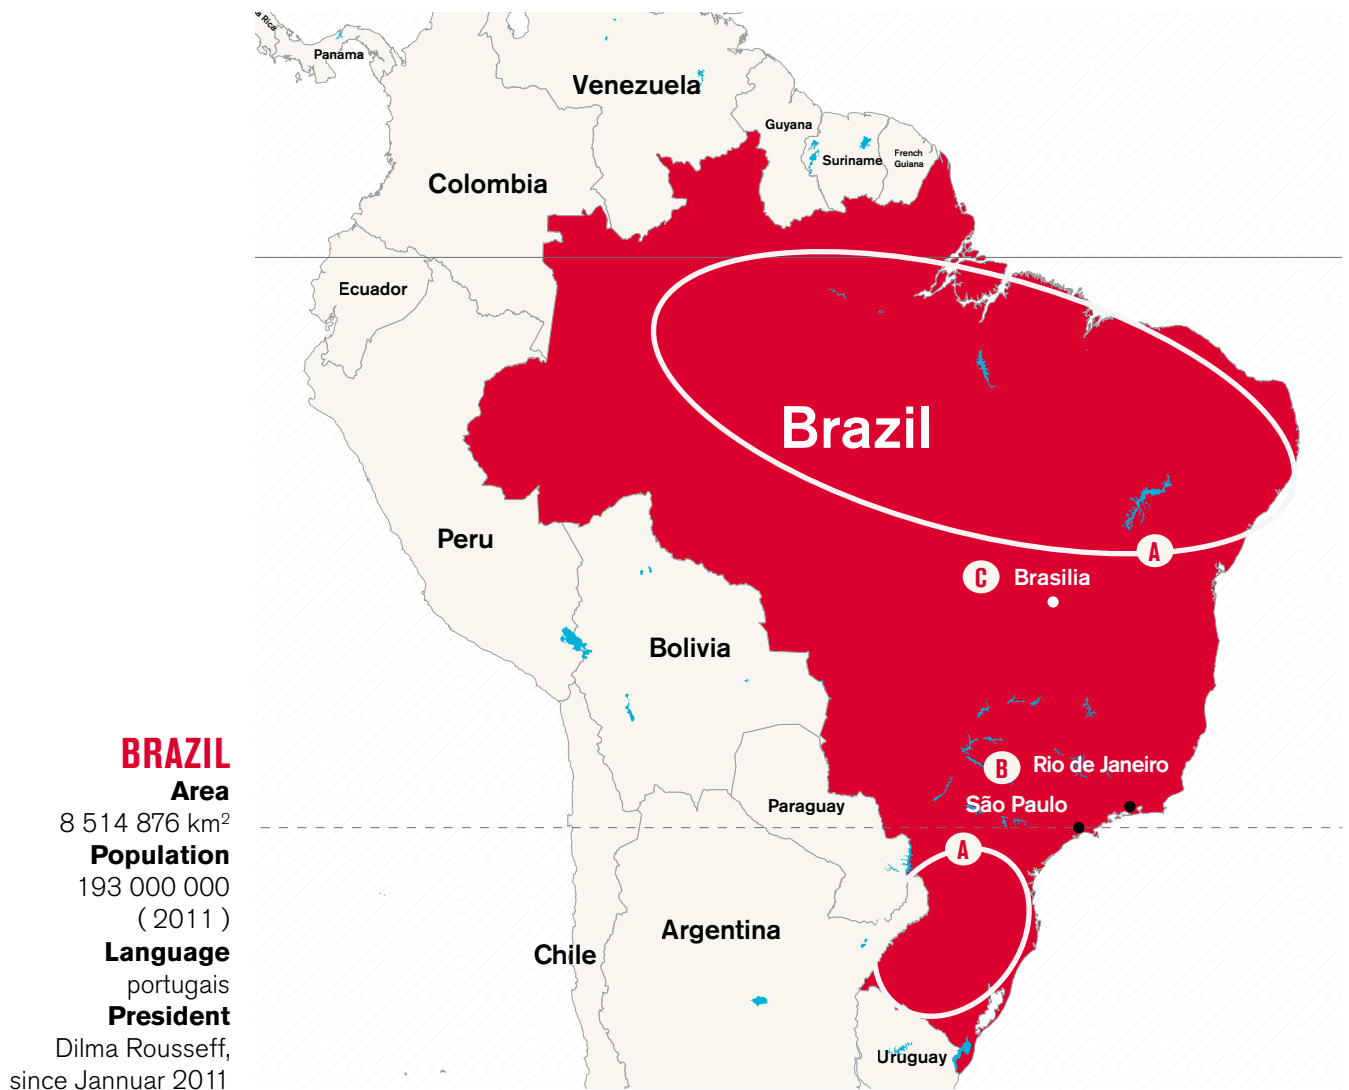 a Rica
Panama
Venezuela
Guyana
Suriname
French
Guiana
Colombia
Ecuador
Brazil
Peru
A
C Brasilia
Bolivia
B Rio de Janeiro
São Paulo
Paraguay
A
Argentina
Chile
Uruguay
BRAZIL
Area
8 514 876 km²
Population
193 000 000
( 2011 )
Language
portugais
President
Dilma Rousseff,
since Jannuar 2011